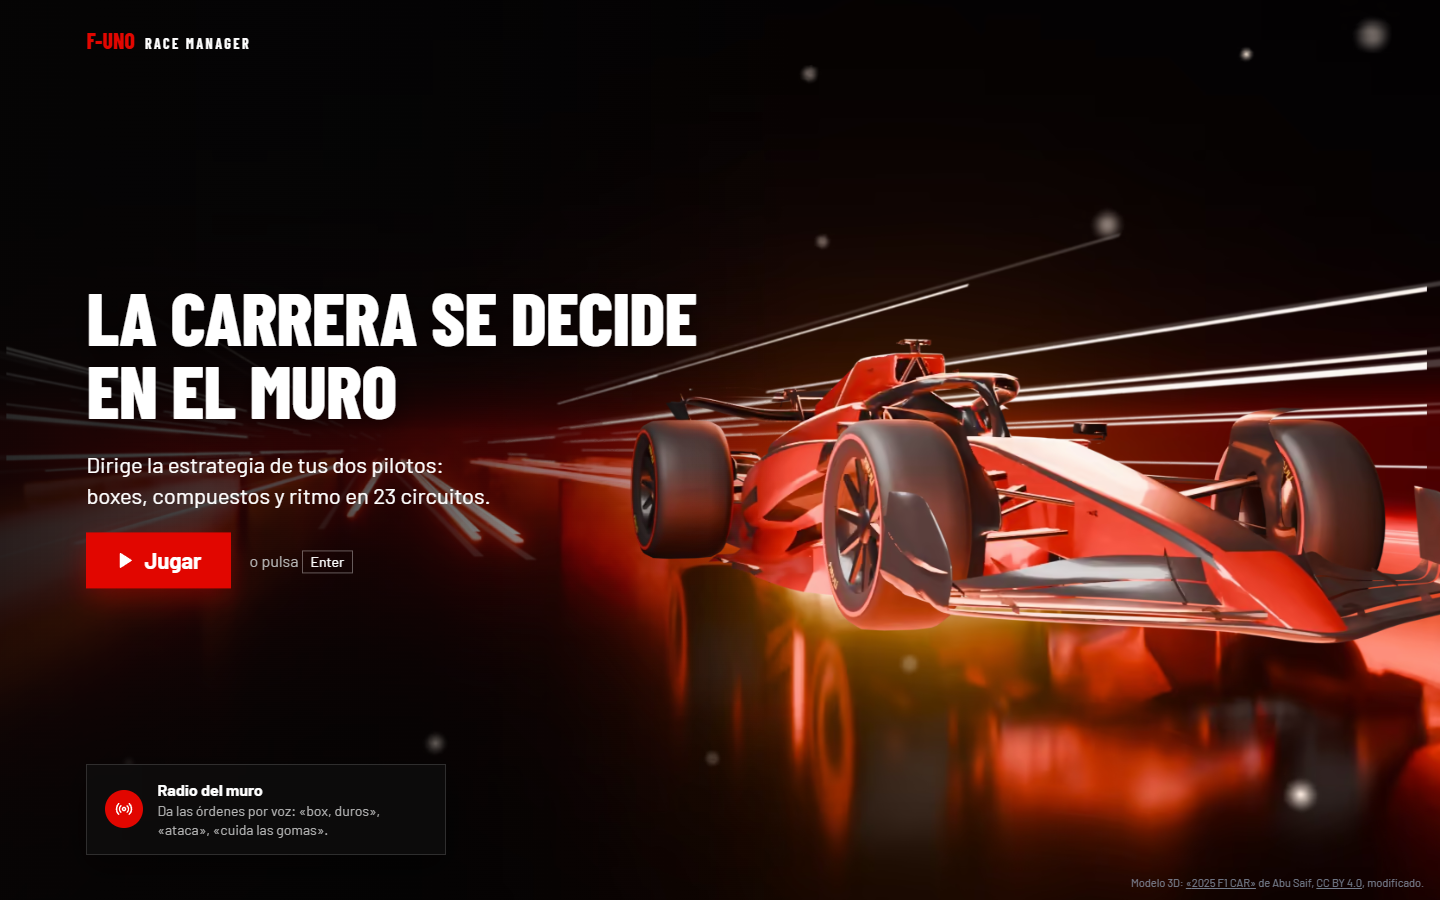 F-UNO RACE MANAGER
LA CARRERA SE DECIDE
EN EL MURO
Dirige la estrategia de tus dos pilotos:
boxes, compuestos y ritmo en 23 circuitos.
Jugar
o pulsa Enter
Radio del muro
Da las órdenes por voz: «box, duros»,
«ataca», «cuida las gomas».
Modelo 3D: «2025 F1 CAR» de Abu Saif, CC BY 4.0, modificado.